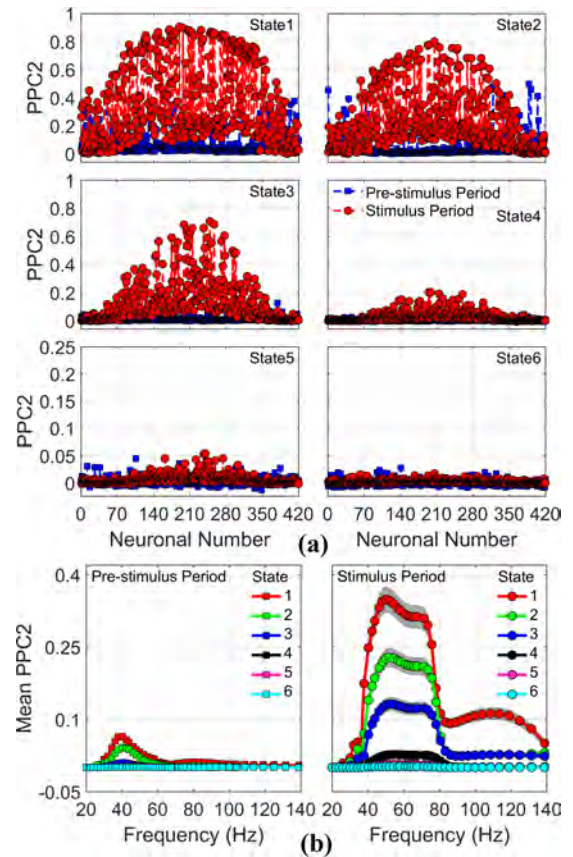 (a)
State1
State2
PPC2
1
0.8
0.6
0.4
0.2
0
State3
Pre-stimulus Period
Stimulus Period
State4
PPC2
1
0.8
0.6
0.4
0.2
0
State5
State6
PPC2
0.25
0.2
0.15
0.1
0.05
0
0 70 140 210 280 350 420
0 70 140 210 280 350 420
Neuronal Number
(a)
Neuronal Number
Pre-stimulus Period
State
1
2
3
4
5
6
Stimulus Period
State
1
2
3
4
5
6
Mean PPC2
0.4
0.25
0.1
-0.05
20 40 60 80 100 120 140
20 40 60 80 100 120 140
Frequency (Hz)
(b)
Frequency (Hz)